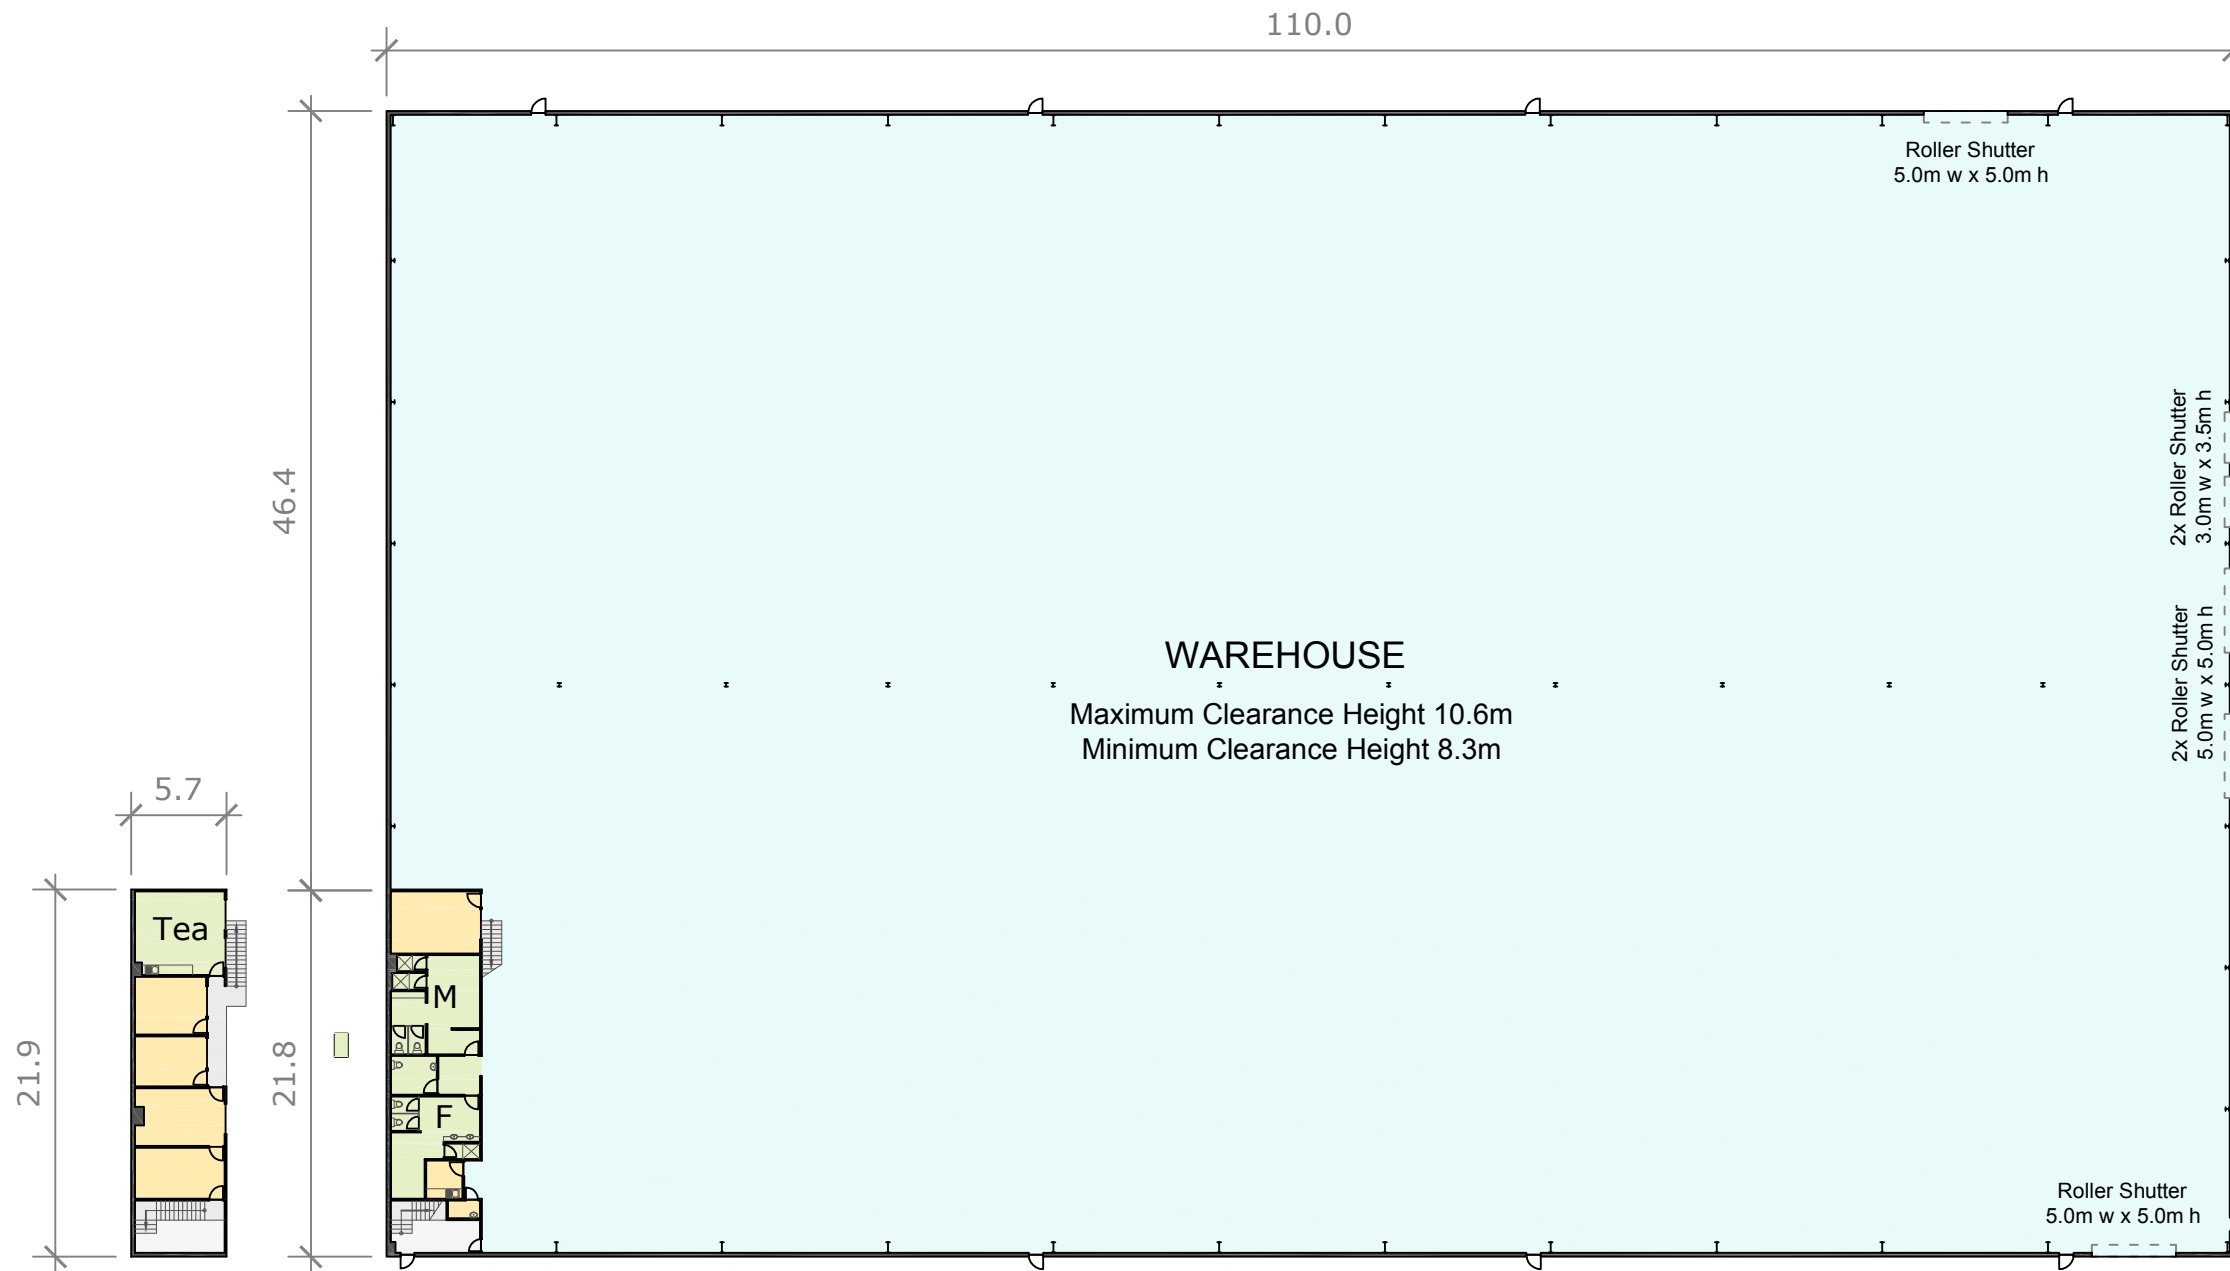 110.0
Roller Shutter
5.0m w x 5.0m h
46.4
2x Roller Shutter
3.0m w x 3.5m h
WAREHOUSE
Maximum Clearance Height 10.6m
Minimum Clearance Height 8.3m
2x Roller Shutter
5.0m w x 5.0m h
5.7
Tea
M
21.9
21.8
F
Roller Shutter
5.0m w x 5.0m h